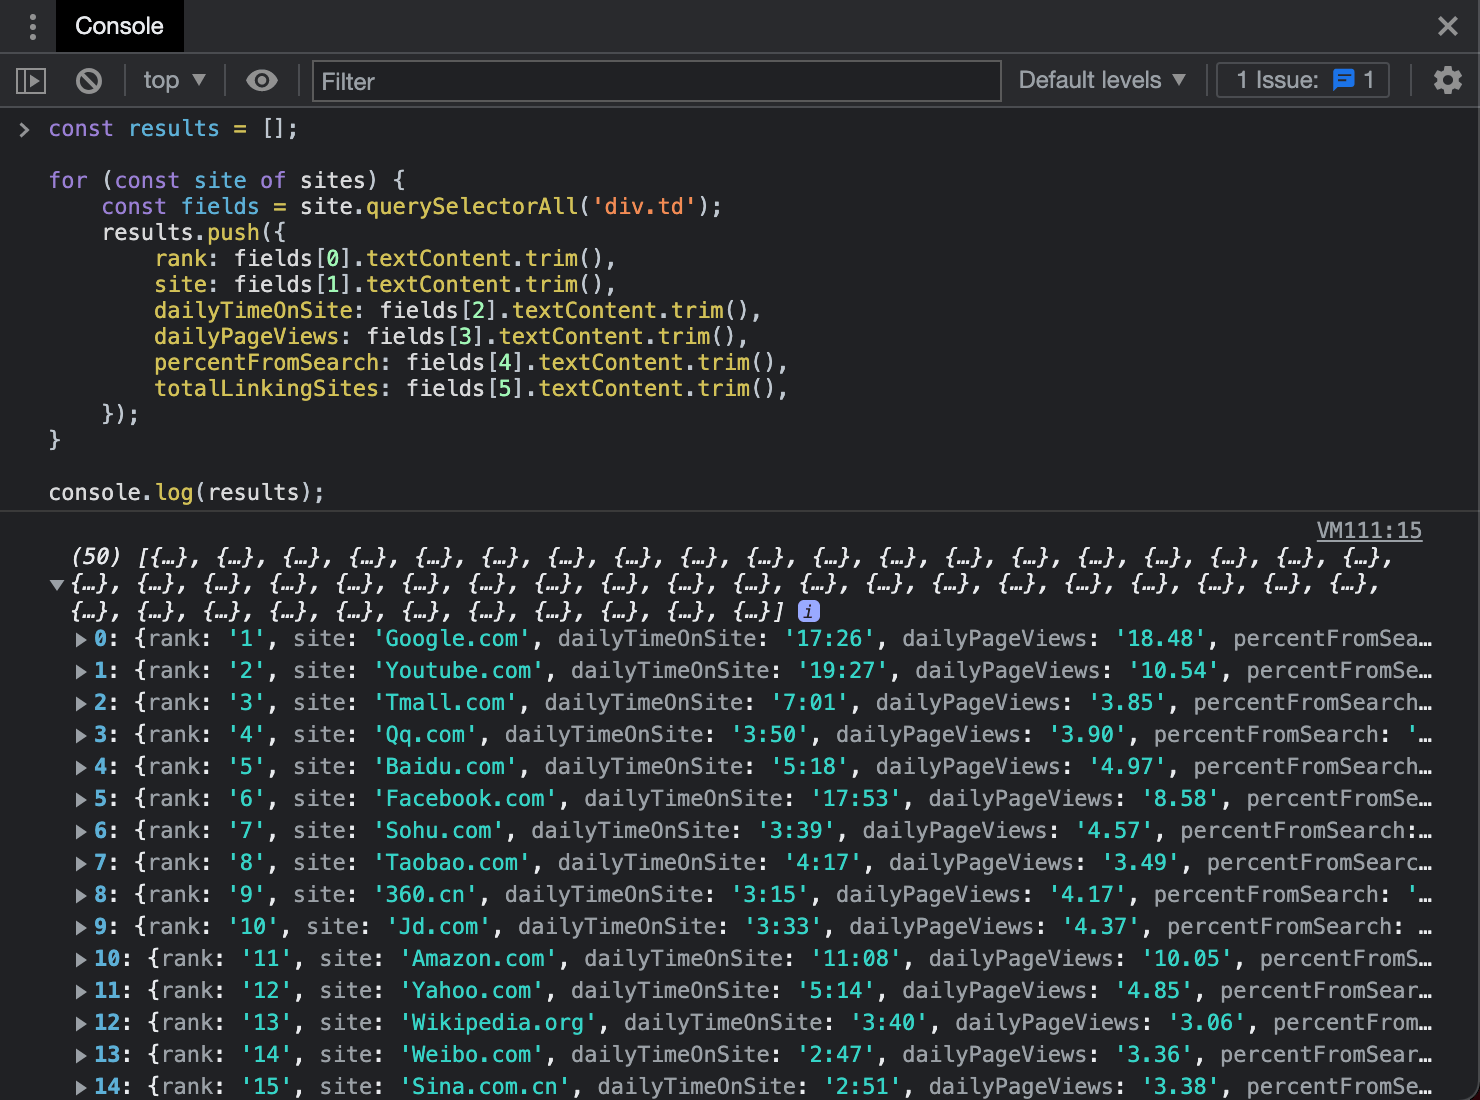 Console
top ▼ Filter Default levels ▼ 1 Issue: 1
> const results = [];
for (const site of sites) {
    const fields = site.querySelectorAll('div.td');
    results.push({
        rank: fields[0].textContent.trim(),
        site: fields[1].textContent.trim(),
        dailyTimeOnSite: fields[2].textContent.trim(),
        dailyPageViews: fields[3].textContent.trim(),
        percentFromSearch: fields[4].textContent.trim(),
        totalLinkingSites: fields[5].textContent.trim(),
    });
}
console.log(results);
VM111:15
(50) [{…}, {…}, {…}, {…}, {…}, {…}, {…}, {…}, {…}, {…}, {…}, {…}, {…}, {…}, {…}, {…}, {…}, {…}, {…},
▼ {…}, {…}, {…}, {…}, {…}, {…}, {…}, {…}, {…}, {…}, {…}, {…}, {…}, {…}, {…}, {…}, {…}, {…}, {…}, {…},
{…}, {…}, {…}, {…}, {…}, {…}, {…}, {…}, {…}, {…}, {…}] i
▶ 0: {rank: '1', site: 'Google.com', dailyTimeOnSite: '17:26', dailyPageViews: '18.48', percentFromSea…
▶ 1: {rank: '2', site: 'Youtube.com', dailyTimeOnSite: '19:27', dailyPageViews: '10.54', percentFromSe…
▶ 2: {rank: '3', site: 'Tmall.com', dailyTimeOnSite: '7:01', dailyPageViews: '3.85', percentFromSearch…
▶ 3: {rank: '4', site: 'Qq.com', dailyTimeOnSite: '3:50', dailyPageViews: '3.90', percentFromSearch: '…
▶ 4: {rank: '5', site: 'Baidu.com', dailyTimeOnSite: '5:18', dailyPageViews: '4.97', percentFromSearch…
▶ 5: {rank: '6', site: 'Facebook.com', dailyTimeOnSite: '17:53', dailyPageViews: '8.58', percentFromSe…
▶ 6: {rank: '7', site: 'Sohu.com', dailyTimeOnSite: '3:39', dailyPageViews: '4.57', percentFromSearch:…
▶ 7: {rank: '8', site: 'Taobao.com', dailyTimeOnSite: '4:17', dailyPageViews: '3.49', percentFromSearc…
▶ 8: {rank: '9', site: '360.cn', dailyTimeOnSite: '3:15', dailyPageViews: '4.17', percentFromSearch: '…
▶ 9: {rank: '10', site: 'Jd.com', dailyTimeOnSite: '3:33', dailyPageViews: '4.37', percentFromSearch: …
▶ 10: {rank: '11', site: 'Amazon.com', dailyTimeOnSite: '11:08', dailyPageViews: '10.05', percentFromS…
▶ 11: {rank: '12', site: 'Yahoo.com', dailyTimeOnSite: '5:14', dailyPageViews: '4.85', percentFromSear…
▶ 12: {rank: '13', site: 'Wikipedia.org', dailyTimeOnSite: '3:40', dailyPageViews: '3.06', percentFrom…
▶ 13: {rank: '14', site: 'Weibo.com', dailyTimeOnSite: '2:47', dailyPageViews: '3.36', percentFromSear…
▶ 14: {rank: '15', site: 'Sina.com.cn', dailyTimeOnSite: '2:51', dailyPageViews: '3.38', percentFromSe…